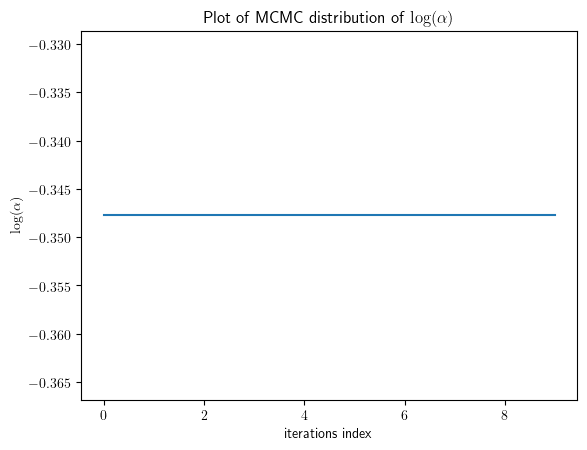 Plot of MCMC distribution of log(α)
−0.330
−0.335
−0.340
−0.345
−0.350
−0.355
−0.360
−0.365
log(α)
0 2 4 6 8
iterations index